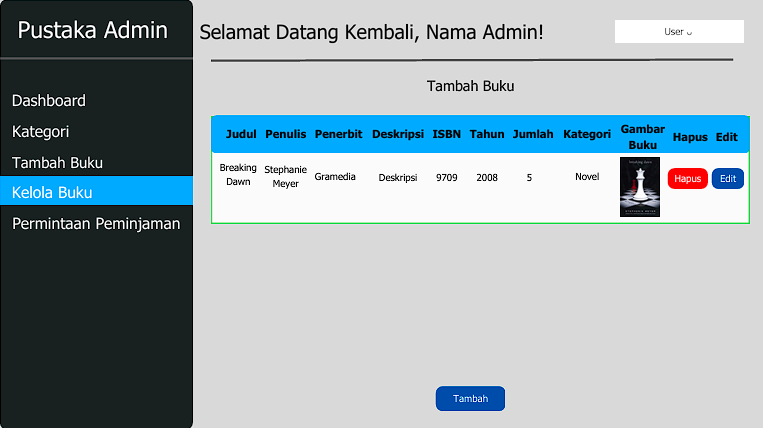 Pustaka Admin
Selamat Datang Kembali, Nama Admin!
User
Dashboard
Kategori
Tambah Buku
Kelola Buku
Permintaan Peminjaman
Tambah Buku
Judul Penulis Penerbit Deskripsi ISBN Tahun Jumlah Kategori Gambar Buku Hapus Edit
Breaking Dawn Stephanie Meyer Gramedia Deskripsi 9709 2008 5 Novel Hapus Edit
Tambah